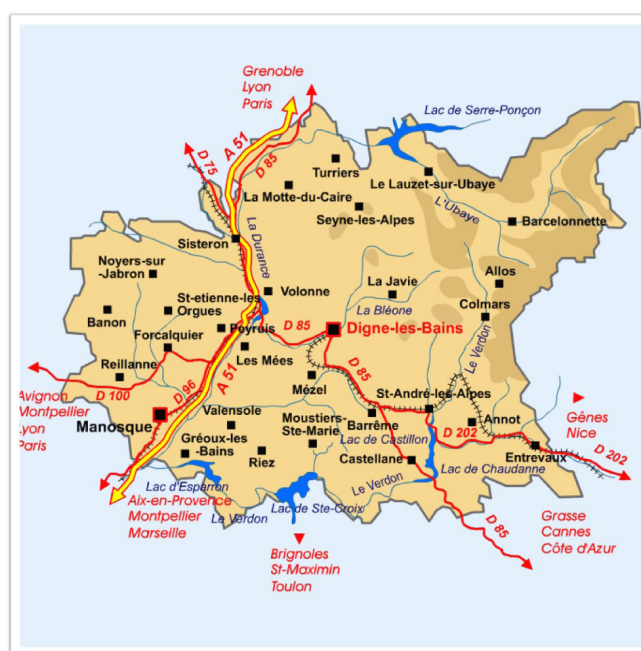 Grenoble
Lyon
Paris
A 51
D 85
D 75
Lac de Serre-Ponçon
Turriers
Le Lauzet-sur-Ubaye
La Motte-du-Caire
Seyne-les-Alpes
L'Ubaye
Barcelonnette
Sisteron
La Durance
Noyers-sur
-Jabron
Volonne
La Javie
Allos
St-etienne-les
Orgues
La Bléone
Colmars
Banon
Forcalquier
Peyruis
D 85
Digne-les-Bains
Le Verdon
Reillanne
Les Mées
A 51
D 96
D 100
Mézel
D 85
St-André-les-Alpes
Avignon
Montpellier
Lyon
Paris
Manosque
Valensole
Moustiers-
Ste-Marie
Barrême
Annot
Gênes
Nice
Gréoux-les
-Bains
Riez
Lac de Castillon
D 202
Castellane
Entrevaux
D 202
Lac d'Esparron
Lac de Chaudanne
Aix-en-Provence
Montpellier
Marseille
Le Verdon
Lac de Ste-Croix
Le Verdon
D 85
Grasse
Cannes
Côte d'Azur
Brignoles
St-Maximin
Toulon